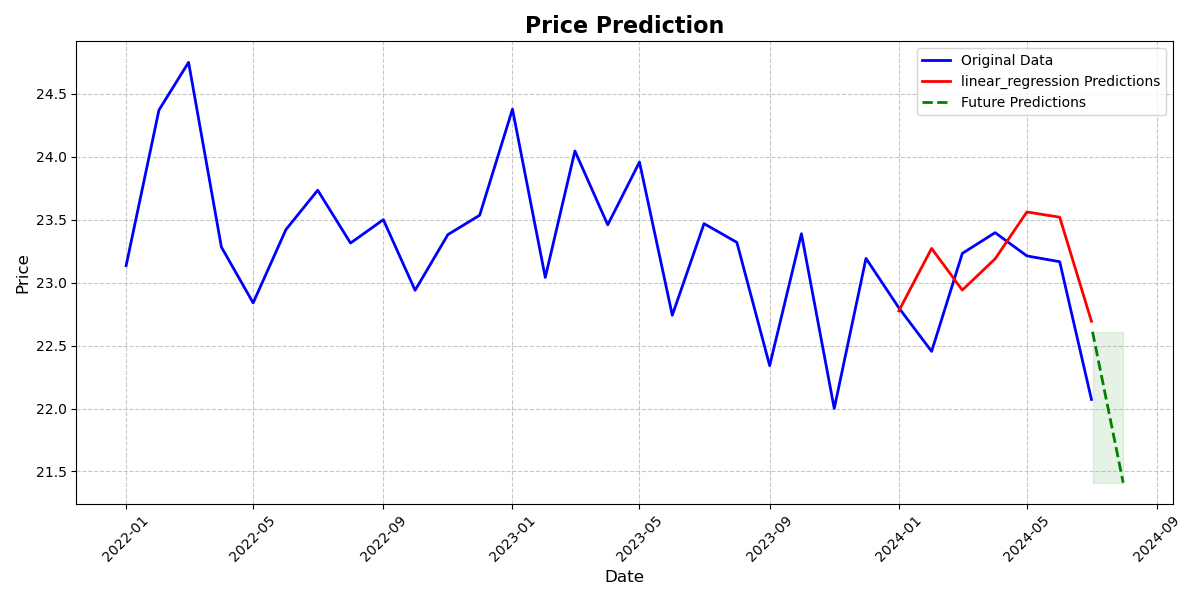 Price Prediction
Original Data
linear_regression Predictions
Future Predictions
Price
24.5
24.0
23.5
23.0
22.5
22.0
21.5
2022-01
2022-05
2022-09
2023-01
2023-05
2023-09
2024-01
2024-05
2024-09
Date